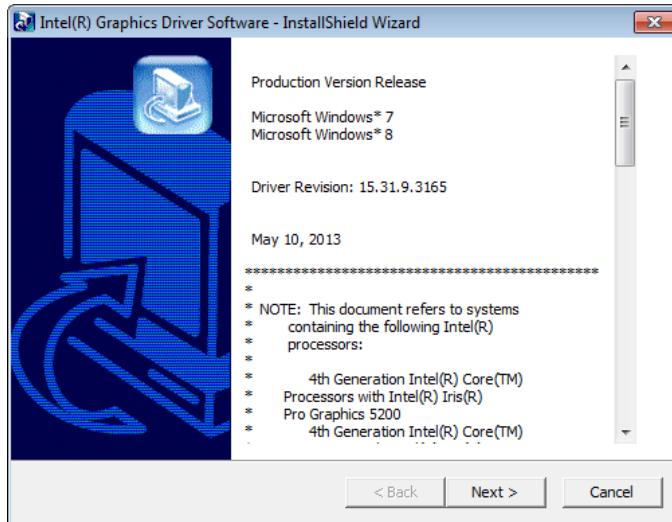 Intel(R) Graphics Driver Software - InstallShield Wizard
Production Version Release
Microsoft Windows* 7
Microsoft Windows* 8
Driver Revision: 15.31.9.3165
May 10, 2013
********************************************
*
* NOTE: This document refers to systems
* containing the following Intel(R)
* processors:
*
* 4th Generation Intel(R) Core(TM)
* Processors with Intel(R) Iris(R)
* Pro Graphics 5200
* 4th Generation Intel(R) Core(TM)
< Back
Next >
Cancel